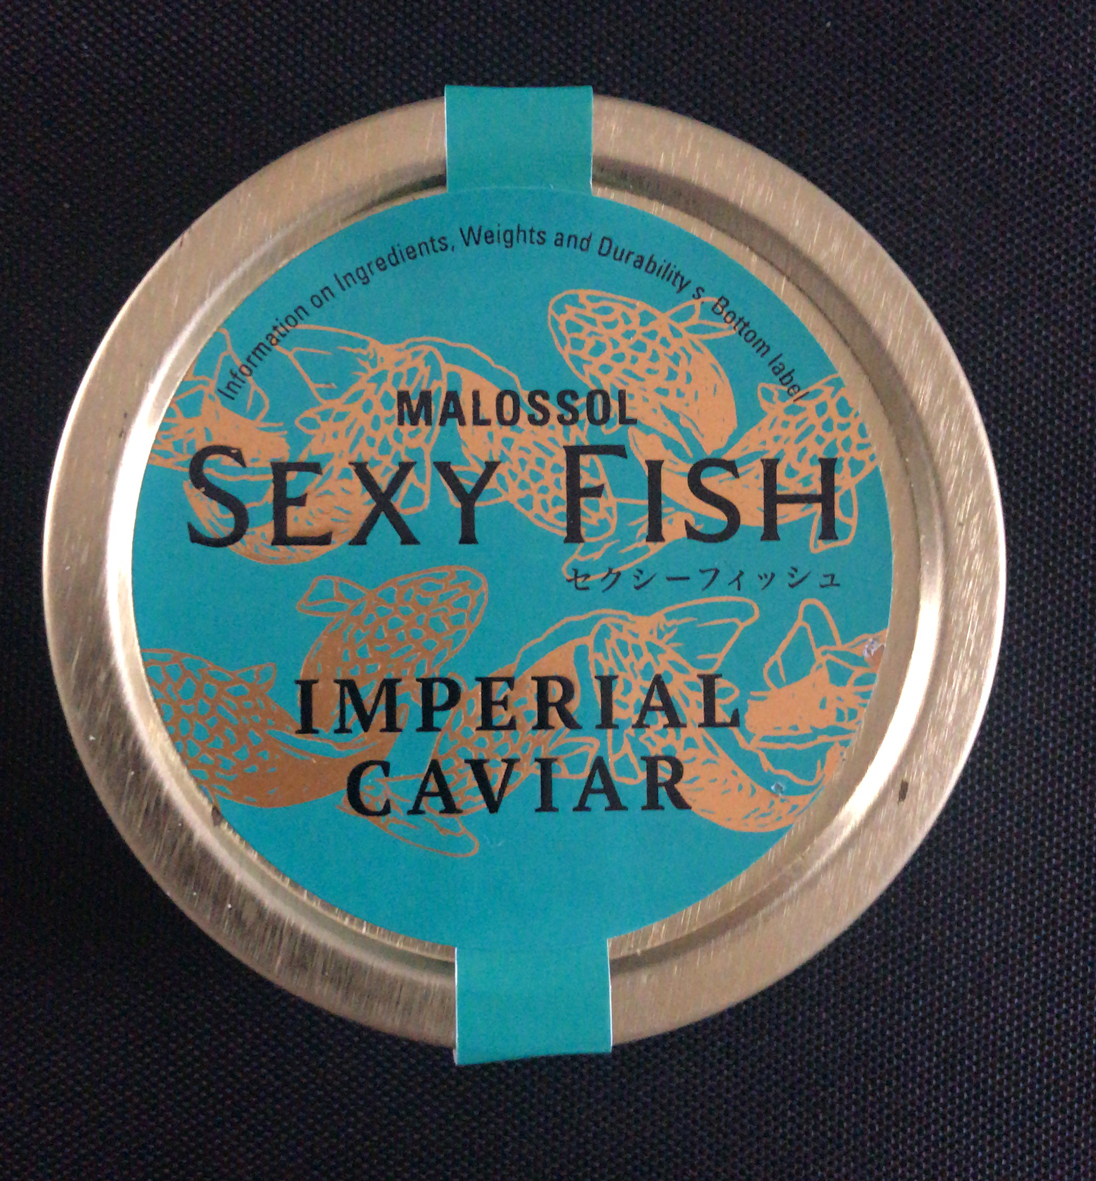 Information on Ingredients, Weights and Durability s. Bottom label
MALOSSOL
SEXY FISH
セクシーフィッシュ
IMPERIAL
CAVIAR